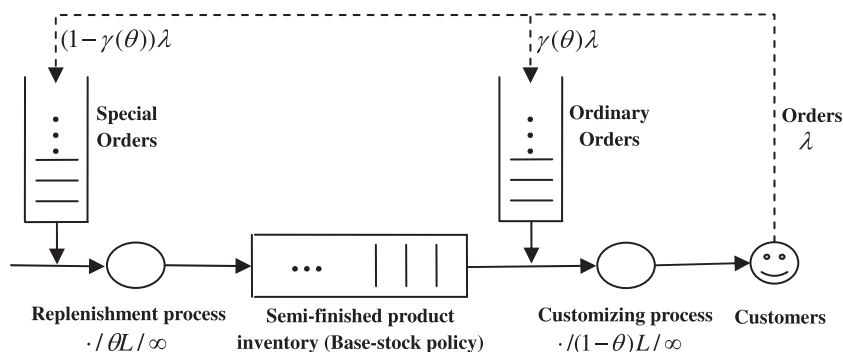 (1−γ(θ))λ
γ(θ)λ
Special
Orders
Ordinary
Orders
Orders
λ
Replenishment process
· / θL / ∞
Semi-finished product
inventory (Base-stock policy)
Customizing process
· /(1−θ)L / ∞
Customers